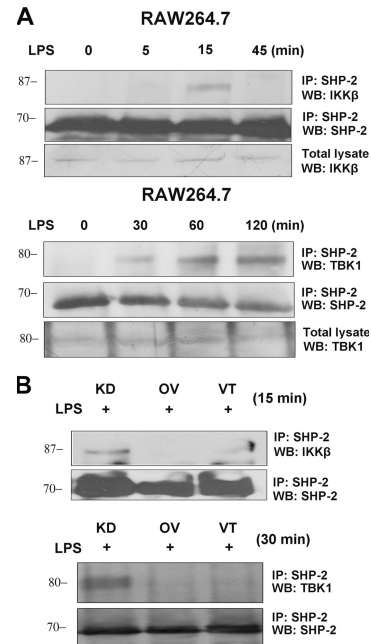 A
RAW264.7
LPS 0 5 15 45 (min)
87– IP: SHP-2
WB: IKKβ
70– IP: SHP-2
WB: SHP-2
87– Total lysate
WB: IKKβ
RAW264.7
LPS 0 30 60 120 (min)
80– IP: SHP-2
WB: TBK1
70– IP: SHP-2
WB: SHP-2
80– Total lysate
WB: TBK1
B
KD OV VT (15 min)
LPS + + +
87– IP: SHP-2
WB: IKKβ
70– IP: SHP-2
WB: SHP-2
KD OV VT (30 min)
LPS + + +
80– IP: SHP-2
WB: TBK1
70– IP: SHP-2
WB: SHP-2